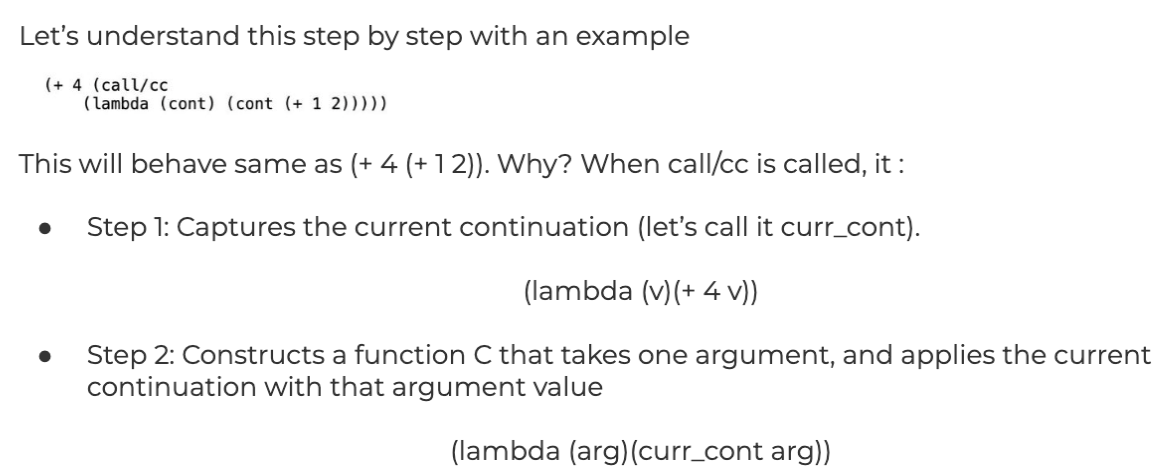 Let’s understand this step by step with an example
(+ 4 (call/cc
(lambda (cont) (cont (+ 1 2)))))
This will behave same as (+ 4 (+ 1 2)). Why? When call/cc is called, it :
● Step 1: Captures the current continuation (let’s call it curr_cont).
(lambda (v)(+ 4 v))
● Step 2: Constructs a function C that takes one argument, and applies the current
continuation with that argument value
(lambda (arg)(curr_cont arg))